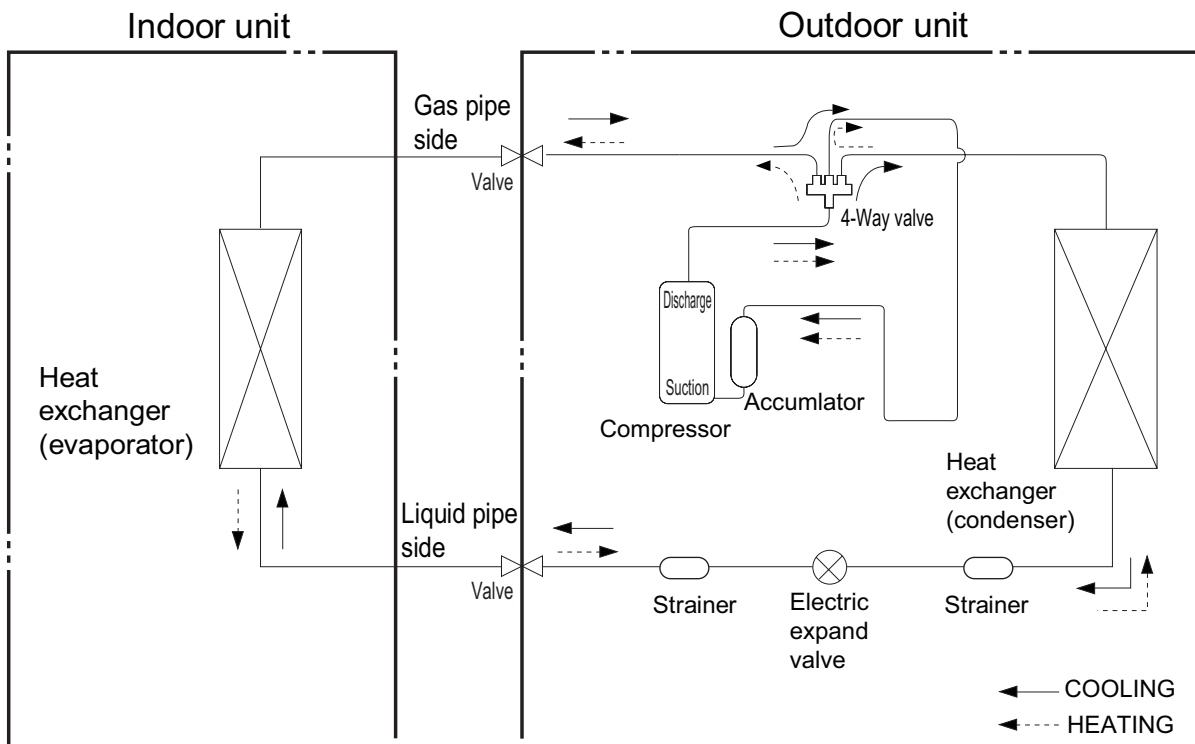 Indoor unit
Outdoor unit
Gas pipe
side
Valve
4-Way valve
Discharge
Suction
Compressor
Accumlator
Heat
exchanger
(evaporator)
Heat
exchanger
(condenser)
Liquid pipe
side
Valve
Strainer
Electric
expand
valve
Strainer
COOLING
HEATING